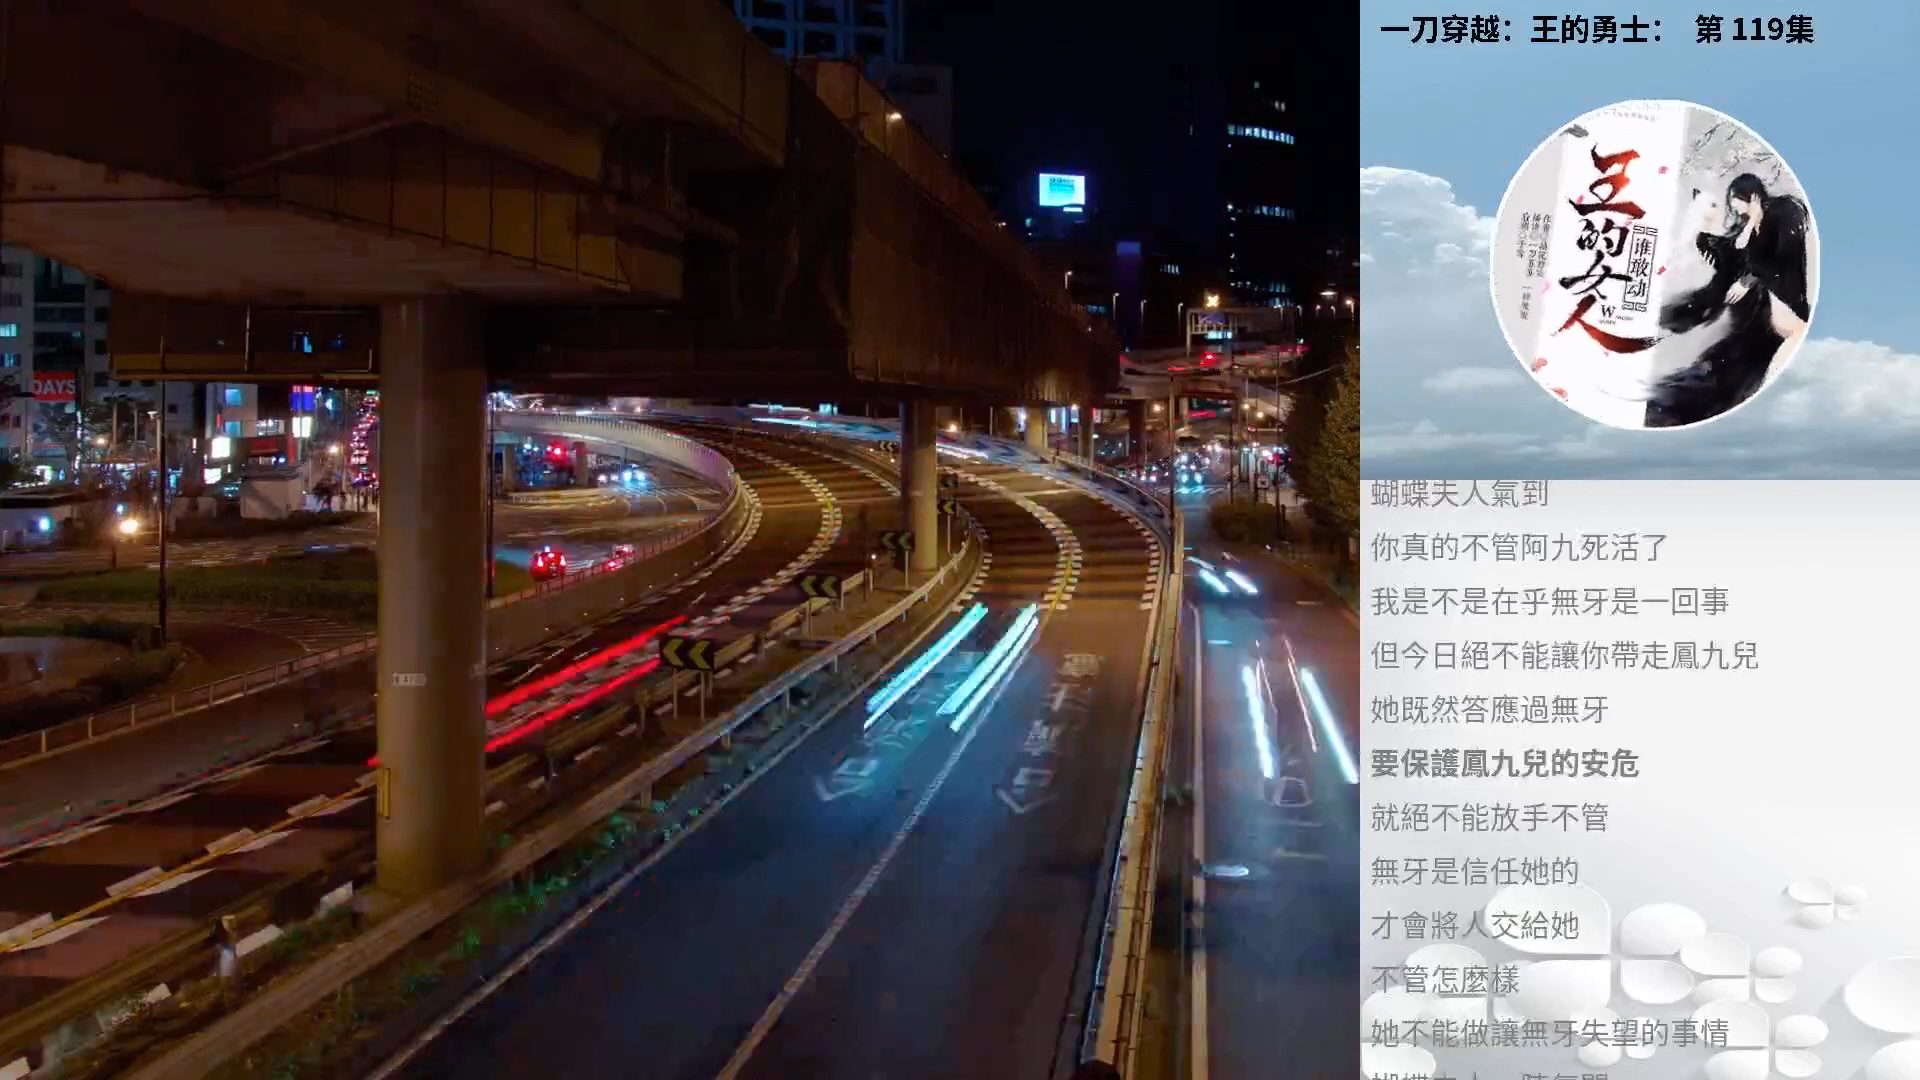 一刀穿越：王的勇士： 第 119集
王的女人
谁敢动
W
DAYS
蝴蝶夫人氣到
你真的不管阿九死活了
我是不是在乎無牙是一回事
但今日絕不能讓你帶走鳳九兒
她既然答應過無牙
要保護鳳九兒的安危
就絕不能放手不管
無牙是信任她的
才會將人交給她
不管怎麼樣
她不能做讓無牙失望的事情